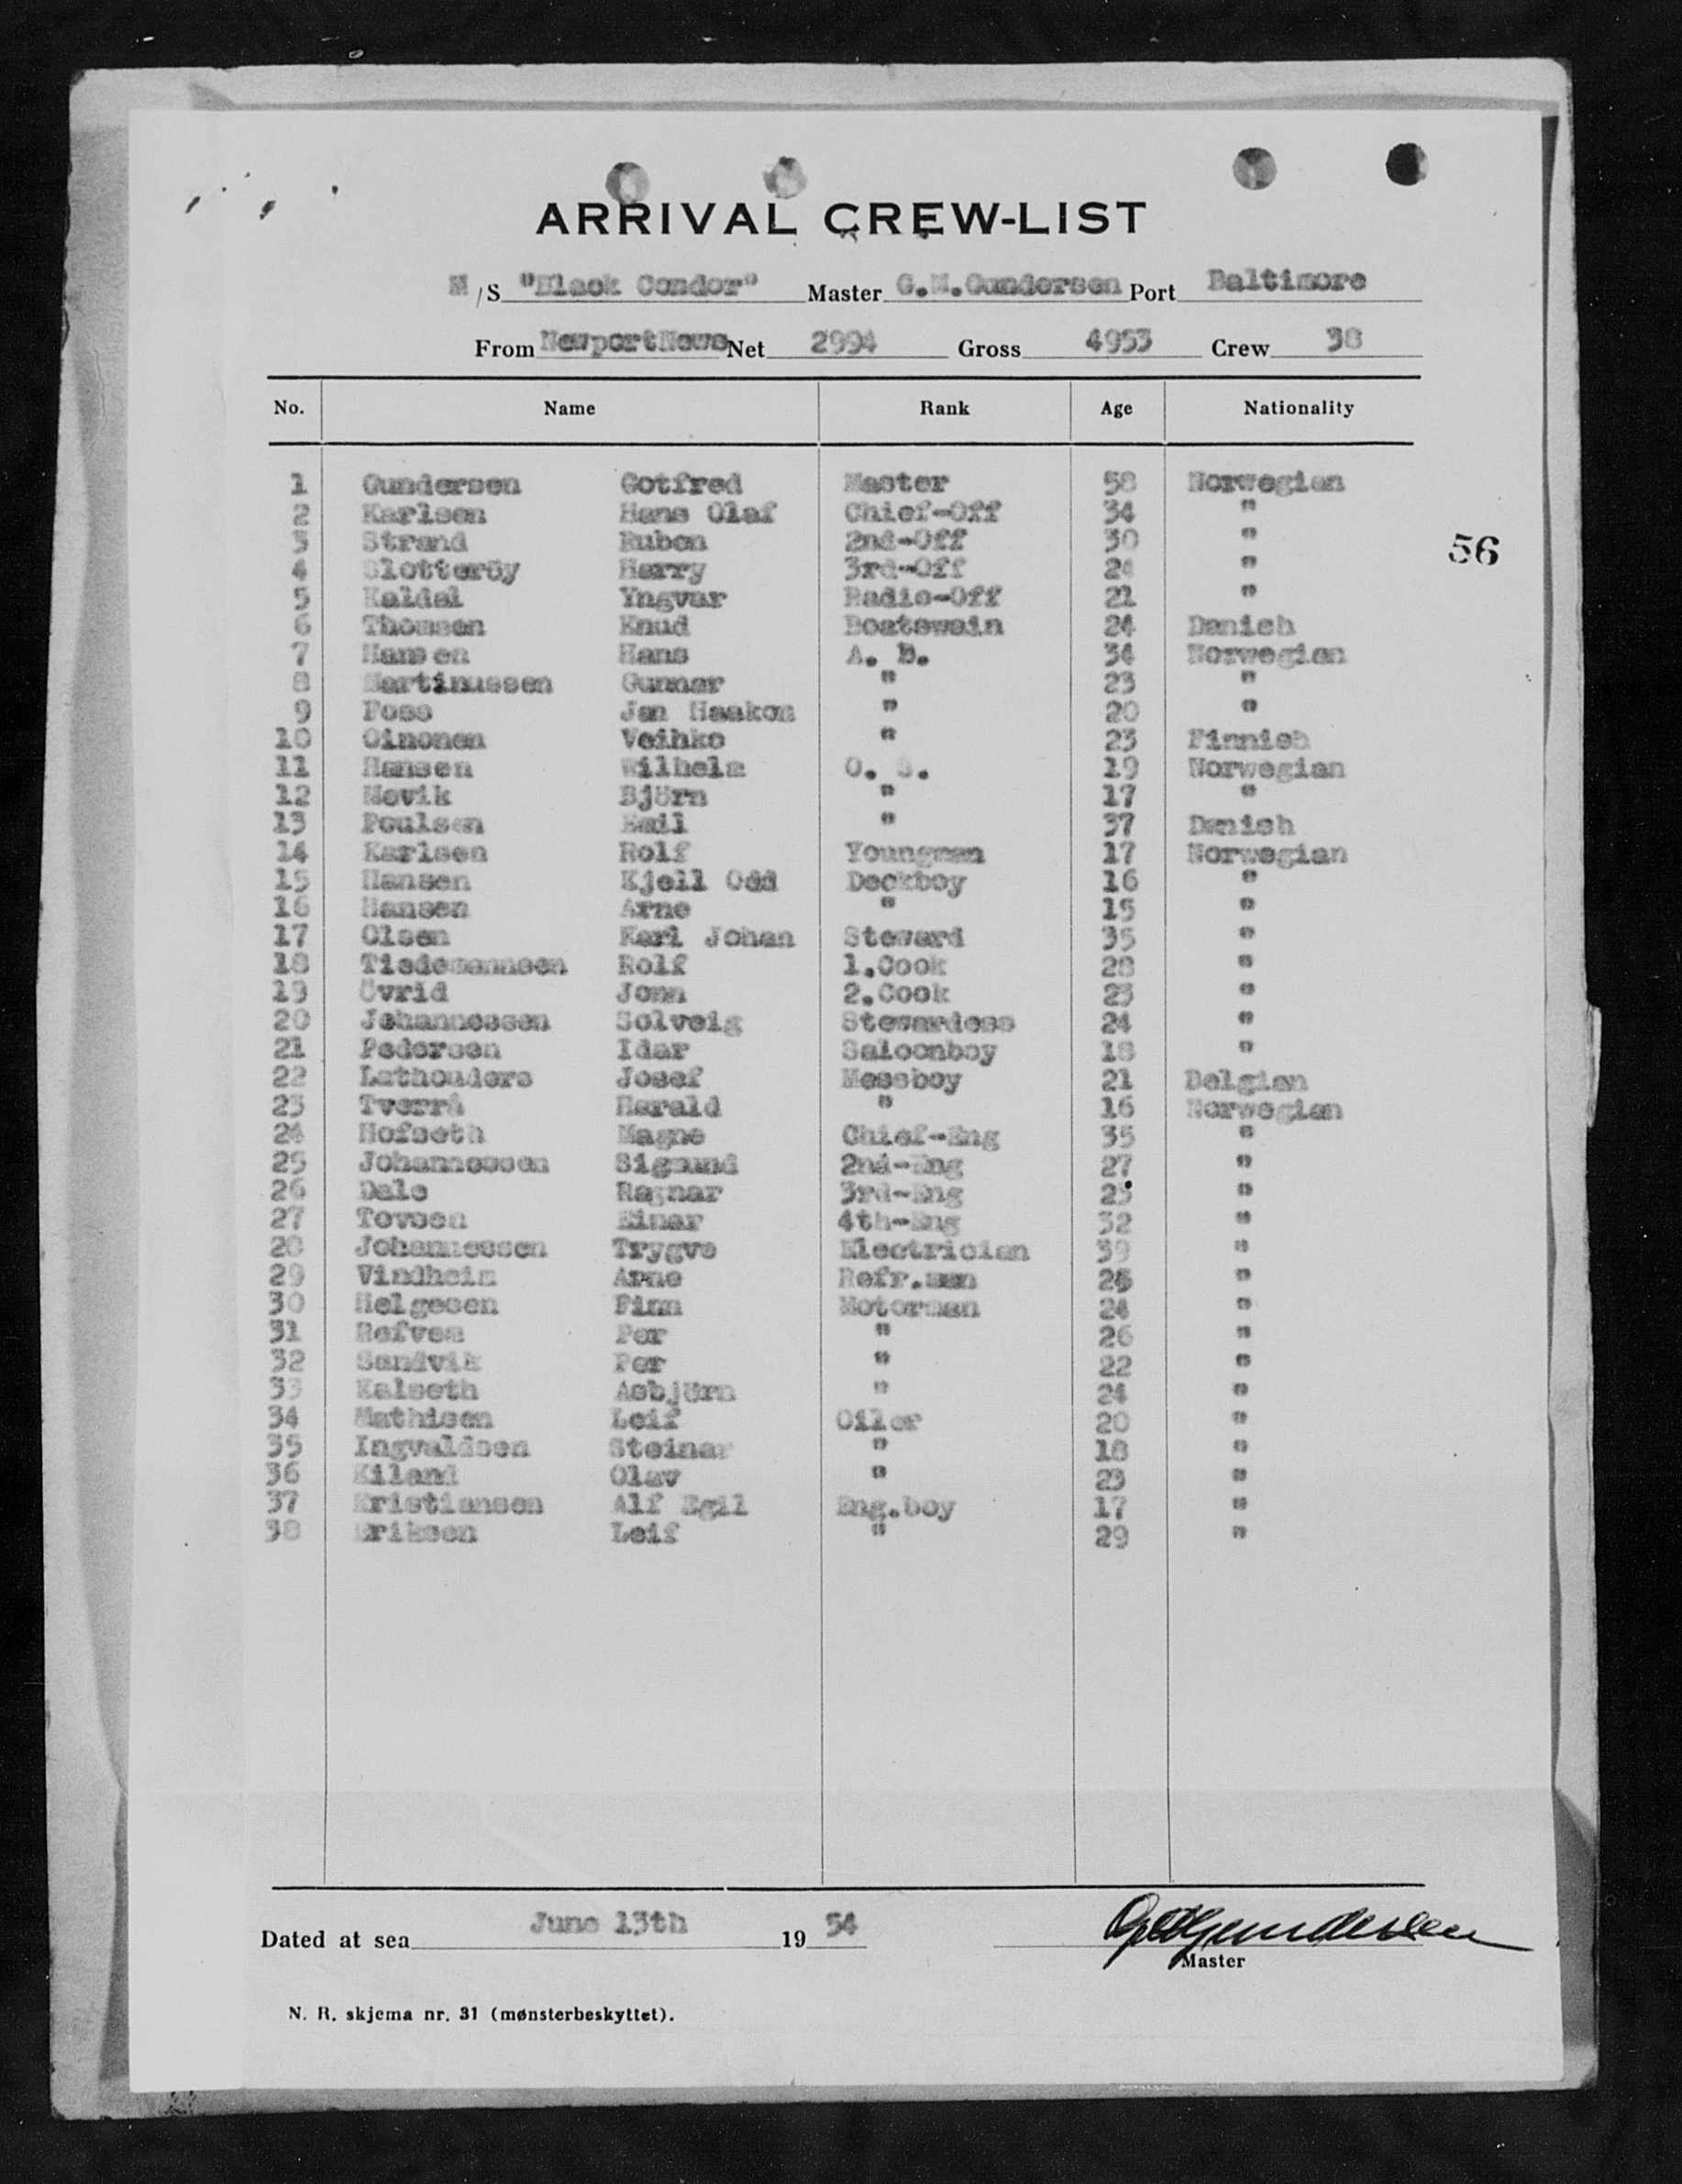 ARRIVAL CREW-LIST
M/S "Black Condor" Master G.M.Gundersen Port Baltimore
From NewportNews Net 2994 Gross 4953 Crew 38
No. Name Rank Age Nationality
1 Gundersen Gotfred Master 58 Norwegian
2 Karlsen Hans Olaf Chief-Off 34 "
3 Strand Ruben 2nd-Off 30 "
56
4 Slotteröy Harry 3rd-Off "
5 Kaldal Yngvar Radio-Off 21 "
6 Thomsen Knud Boatswain 24 Danish
7 Hansen Hans A. B. 34 Norwegian
8 Martinussen Gunnar " 23 "
9 Foss Jan Haakon " 20 "
10 Oinonen Veihko " 23 Finnish
11 Hansen Wilhelm O. S. 19 Norwegian
12 Movik Björn " 17 "
13 Poulsen Emil " 37 Danish
14 Karlsen Rolf Youngman 17 Norwegian
15 Hansen Kjell Odd Deckboy 16 "
16 Hansen Arne " 15 "
17 Olsen Karl Johan Steward 35 "
18 Tiedemannsen Rolf 1.Cook 28 "
19 Övrid Jonn 2.Cook 23 "
20 Johannessen Solveig Stewardess 24 "
21 Pedersen Idar Saloonboy 18 "
22 Lathouders Josef Messboy 21 Belgian
23 Tverrå Harald " 16 Norwegian
24 Hofseth Magne Chief-Eng 35 "
25 Johannessen Sigmund 2nd-Eng 27 "
26 Dale Ragnar 3rd-Eng 25 "
27 Tovsen Einar 4th-Eng 32 "
28 Johannessen Trygve Electrician 39 "
29 Vindheim Arne Refr.man "
30 Helgesen Finn Motorman 24 "
31 Refvem Per " 26 "
32 Sandvik Per " 22 "
33 Kalseth Asbjörn " 24 "
34 Mathisen Leif Oiler 20 "
35 Ingvaldsen Steinar " 18 "
36 Kiland Olav " 23 "
37 Kristiansen Alf Egil Eng.boy 17 "
38 Eriksen Leif " 29 "
Dated at sea June 13th 1954 G M Gundersen
Master
N. R. skjema nr. 31 (mønsterbeskyttet).